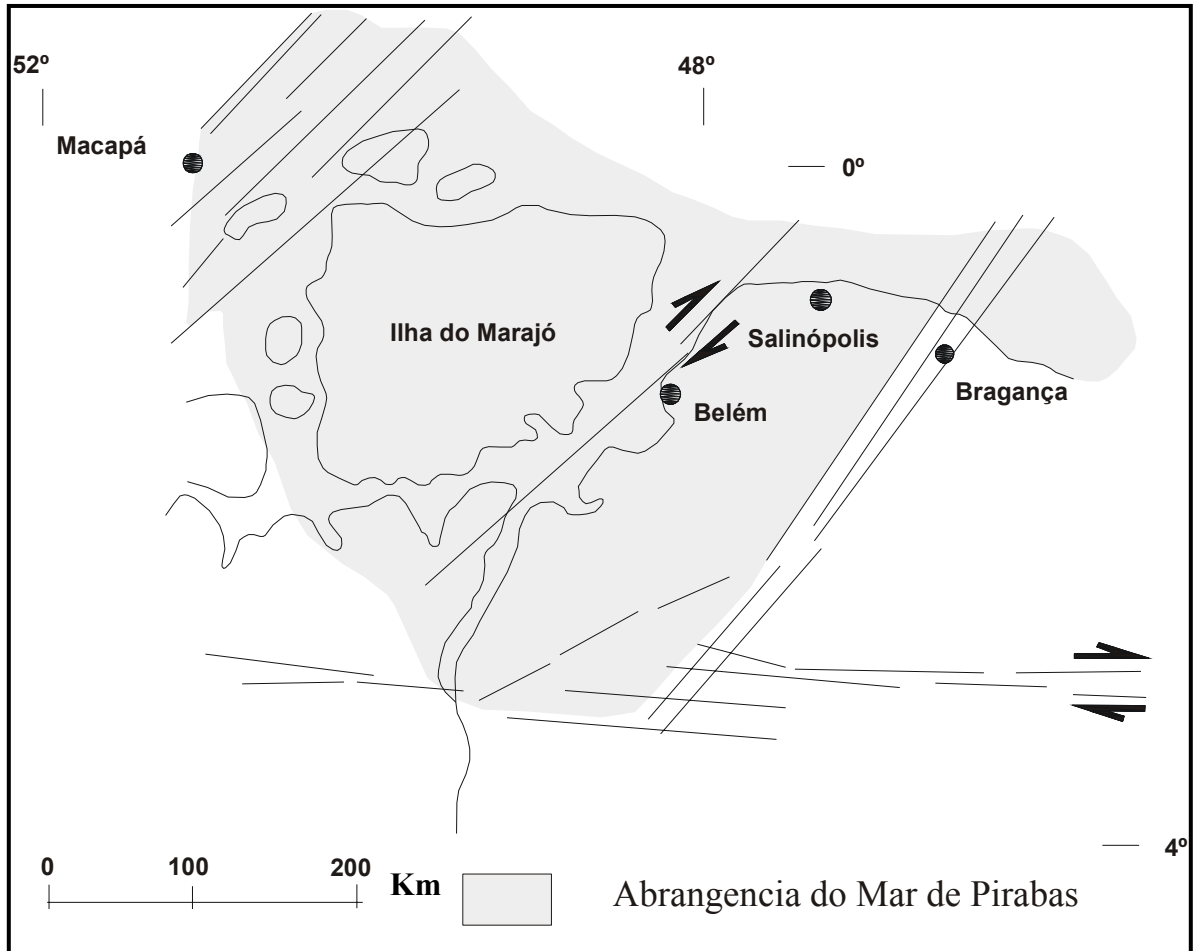 52º
48º
Macapá
0º
Ilha do Marajó
Salinópolis
Bragança
Belém
4º
0 100 200
Km
Abrangencia do Mar de Pirabas